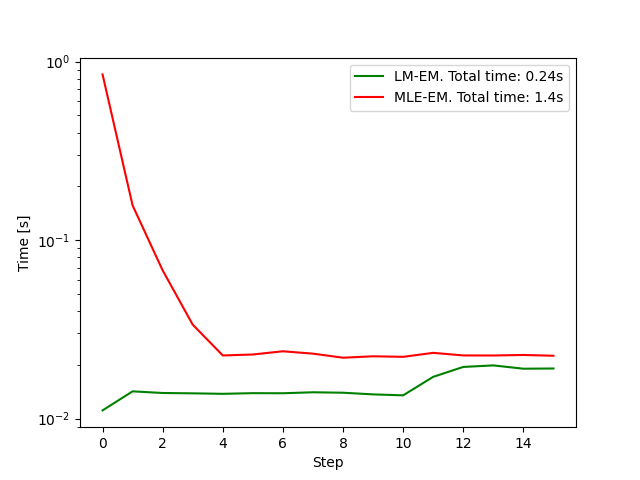 LM-EM. Total time: 0.24s
MLE-EM. Total time: 1.4s
10⁰
10⁻¹
10⁻²
Time [s]
0 2 4 6 8 10 12 14
Step